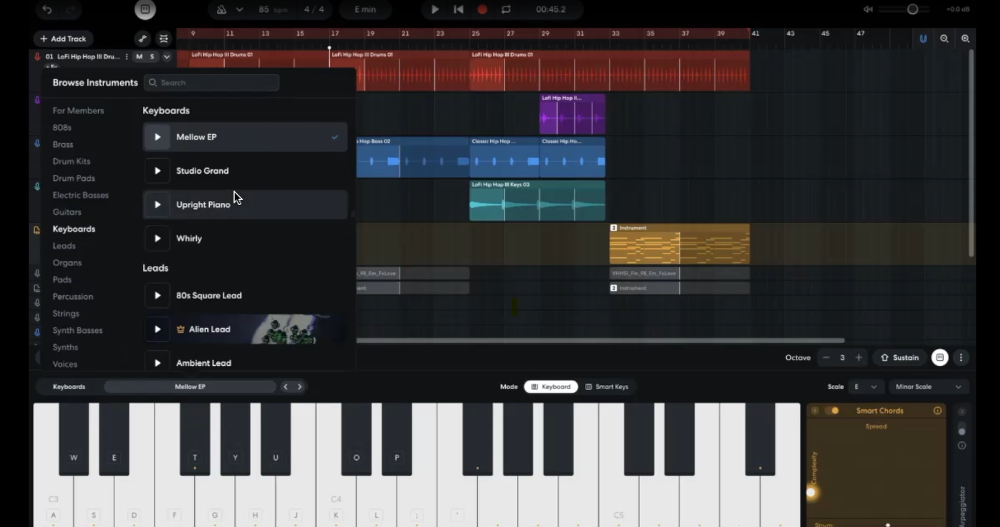 85 bpm
4 / 4
E min
00:45.2
+0.0 dB
+ Add Track
9 11 13 15 17 19 21 23 25 27 29 31 33 35 37 39 41 43 45 47
01 LoFi Hip Hop III Dru...
M S
LoFi Hip Hop III Drums 01
LoFi Hip Hop III Drums 01
LoFi Hip Hop III Drums 01
Browse Instruments
Search
For Members
808s
Brass
Drum Kits
Drum Pads
Electric Basses
Guitars
Keyboards
Leads
Organs
Pads
Percussion
Strings
Synth Basses
Synths
Voices
Keyboards
Mellow EP
Studio Grand
Upright Piano
Whirly
Leads
80s Square Lead
Alien Lead
Ambient Lead
Lofi Hip Hop II...
Hop Bass 02
Classic Hip Hop ...
Classic Hip Ho...
LoFi Hip Hop III Keys 03
2 Instrument
_98_Em_FxLove
VHHS1_Fin_98_Em_FxLove
2 Instrument
Octave − 3 +
Sustain
Keyboards
Mellow EP
Mode
Keyboard
Smart Keys
Scale
E
Minor Scale
W E T Y U O P
C3 C4 C5
A S D F G H J K L ; '
Smart Chords
Spread
Complexity
Strum
Arpeggiator